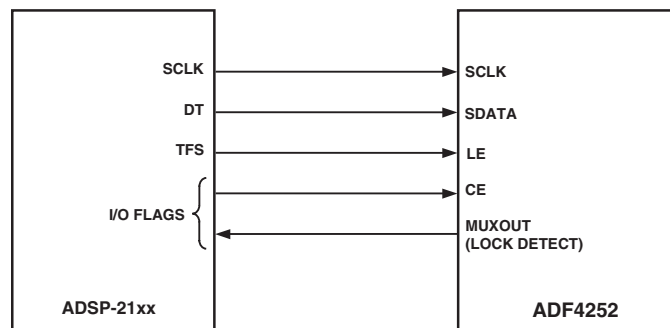 SCLK
DT
TFS
I/O FLAGS
ADSP-21xx
SCLK
SDATA
LE
CE
MUXOUT
(LOCK DETECT)
ADF4252